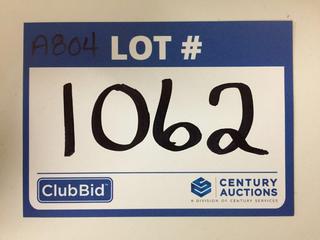 A804 LOT #
1062
ClubBid
CENTURY
AUCTIONS
A DIVISION OF CENTURY SERVICES